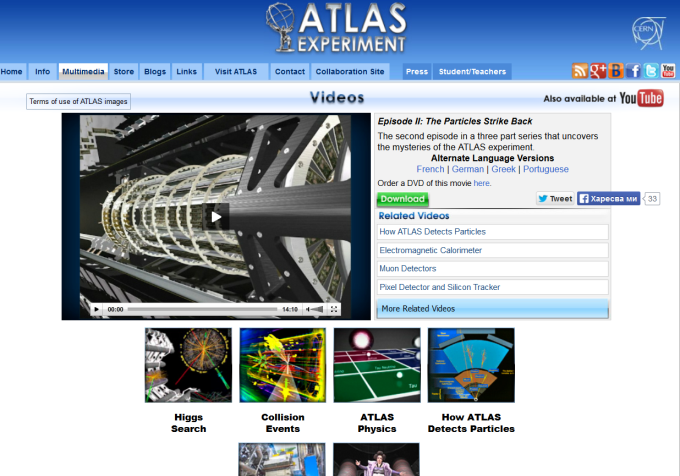 ATLAS
EXPERIMENT
CERN
Home Info Multimedia Store Blogs Links Visit ATLAS Contact Collaboration Site Press Student/Teachers
Terms of use of ATLAS images
Videos
Also available at YouTube
Episode II: The Particles Strike Back
The second episode in a three part series that uncovers
the mysteries of the ATLAS experiment.
Alternate Language Versions
French | German | Greek | Portuguese
Order a DVD of this movie here.
Download
Tweet
Харесва ми 33
Related Videos
How ATLAS Detects Particles
Electromagnetic Calorimeter
Muon Detectors
Pixel Detector and Silicon Tracker
More Related Videos
00:00 14:10
Higgs
Search
Collision
Events
ATLAS
Physics
How ATLAS
Detects Particles